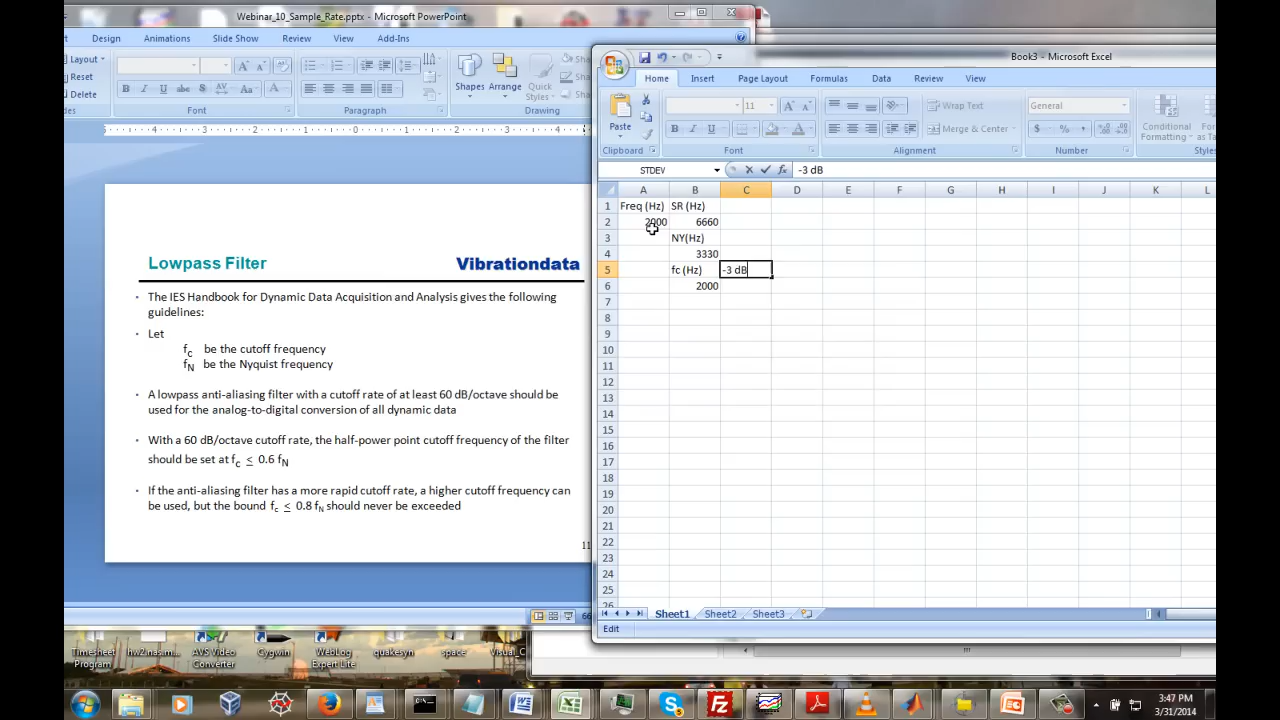 Webinar_10_Sample_Rate.pptx - Microsoft PowerPoint
Design Animations Slide Show Review View Add-Ins
Layout
Reset
Delete
Shapes Arrange Quick Styles
Font Paragraph Drawing
Lowpass Filter
Vibrationdata
• The IES Handbook for Dynamic Data Acquisition and Analysis gives the following
guidelines:
• Let
fc be the cutoff frequency
fN be the Nyquist frequency
• A lowpass anti-aliasing filter with a cutoff rate of at least 60 dB/octave should be
used for the analog-to-digital conversion of all dynamic data
• With a 60 dB/octave cutoff rate, the half-power point cutoff frequency of the filter
should be set at fc ≤ 0.6 fN
• If the anti-aliasing filter has a more rapid cutoff rate, a higher cutoff frequency can
be used, but the bound fc ≤ 0.8 fN should never be exceeded
11
Book3 - Microsoft Excel
Home Insert Page Layout Formulas Data Review View
Paste
11
Wrap Text
General
Merge & Center
$ % ,
Conditional
Formatting
Clipboard Font Alignment Number Styles
STDEV fx -3 dB
A B C D E F G H I J K L
1 Freq (Hz) SR (Hz)
2 2000 6660
3 NY(Hz)
4 3330
5 fc (Hz) -3 dB
6 2000
7
8
9
10
11
12
13
14
15
16
17
18
19
20
21
22
23
24
25
26
Sheet1 Sheet2 Sheet3
Edit
Timesheet
Program
hw2.nas.m...
AVS Video
Converter
Cygwin
WebLog
Expert Lite
quakesyn
space
Visual_C
3:47 PM
3/31/2014